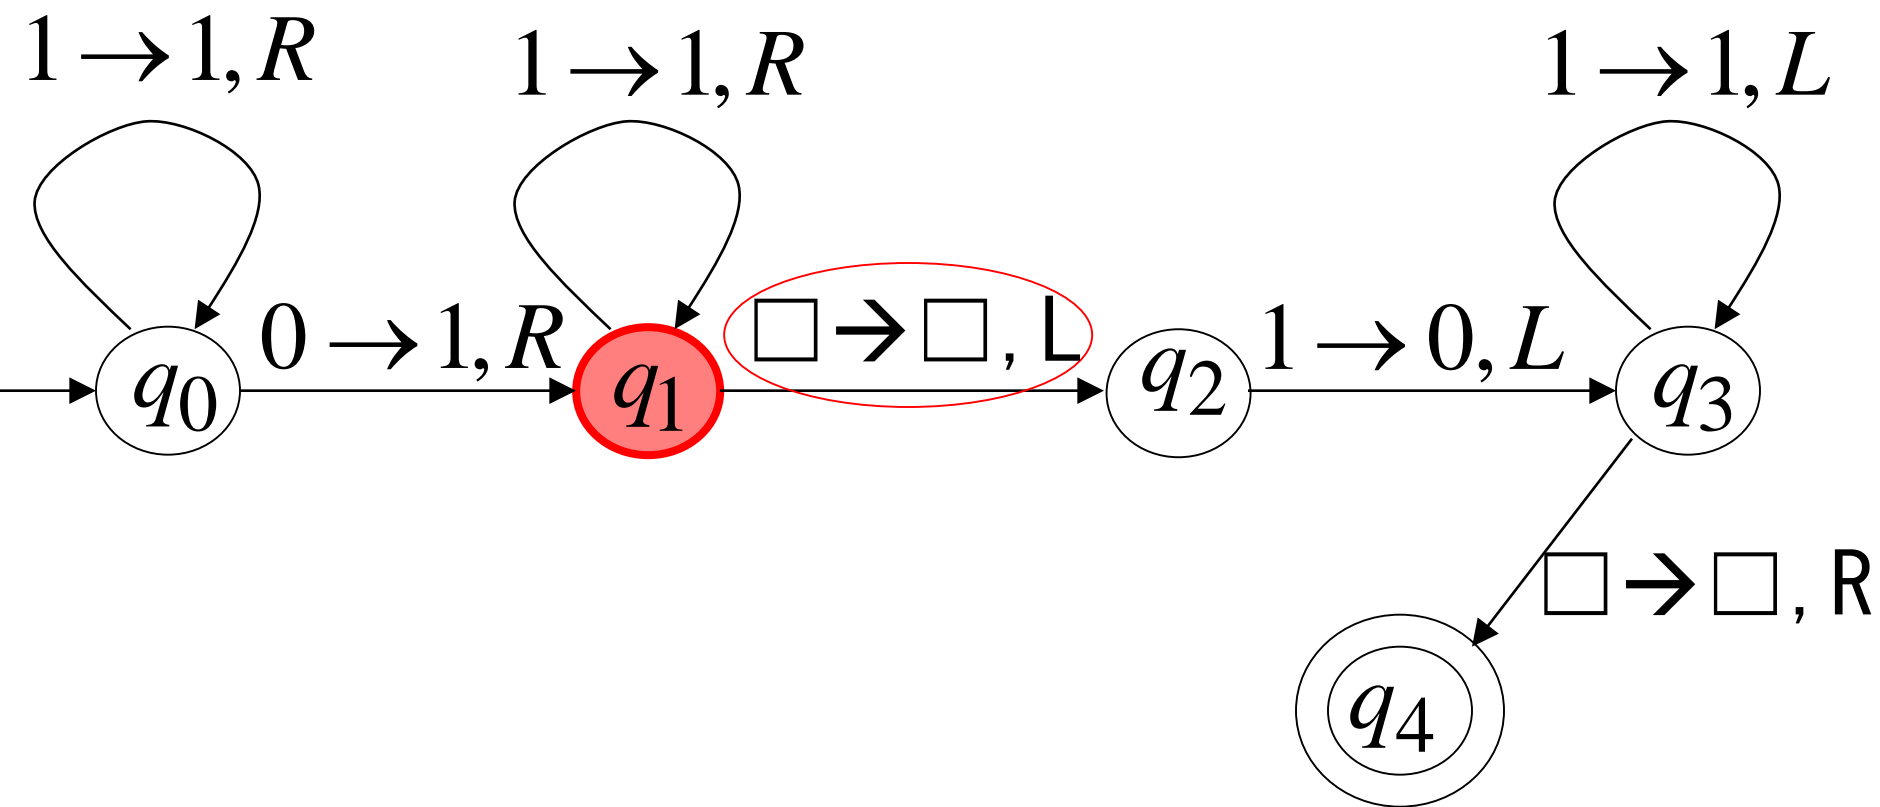 1 → 1, R
1 → 1, R
1 → 1, L
0 → 1, R
□ → □, L
1 → 0, L
q0
q1
q2
q3
□ → □, R
q4